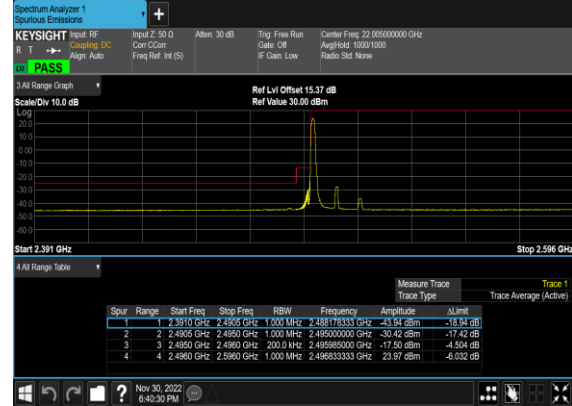 Spectrum Analyzer 1
Spurious Emissions
KEYSIGHT
R T
LNI PASS
Input: RF
Coupling: DC
Align: Auto
Input Z: 50 Ω
Corr CCorr
Freq Ref: Int (S)
Atten: 30 dB
Trig: Free Run
Gate: Off
IF Gain: Low
Center Freq: 22.005000000 GHz
Avg|Hold: 1000/1000
Radio Std: None
3 All Range Graph
Scale/Div 10.0 dB
Ref Lvl Offset 15.37 dB
Ref Value 30.00 dBm
Log
20.0
10.0
0.00
-10.0
-20.0
-30.0
-40.0
-50.0
-60.0
Start 2.391 GHz
Stop 2.596 GHz
4 All Range Table
Measure Trace Trace 1
Trace Type Trace Average (Active)
Spur Range Start Freq Stop Freq RBW Frequency Amplitude ΔLimit
1 1 2.3910 GHz 2.4905 GHz 1.000 MHz 2.488178333 GHz -43.94 dBm -18.94 dB
2 2 2.4905 GHz 2.4950 GHz 1.000 MHz 2.495000000 GHz -30.42 dBm -17.42 dB
3 3 2.4950 GHz 2.4960 GHz 200.0 kHz 2.495985000 GHz -17.50 dBm -4.504 dB
4 4 2.4960 GHz 2.5960 GHz 1.000 MHz 2.496833333 GHz 23.97 dBm -6.032 dB
?
Nov 30, 2022
6:40:30 PM